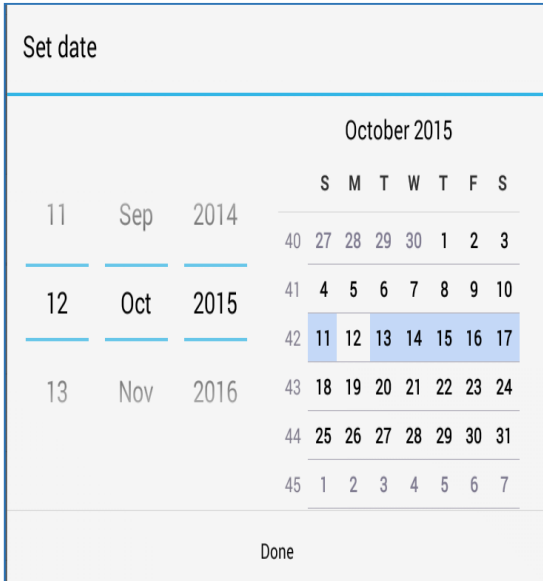 Set date
11 Sep 2014
12 Oct 2015
13 Nov 2016
October 2015
S M T W T F S
40 27 28 29 30 1 2 3
41 4 5 6 7 8 9 10
42 11 12 13 14 15 16 17
43 18 19 20 21 22 23 24
44 25 26 27 28 29 30 31
45 1 2 3 4 5 6 7
Done